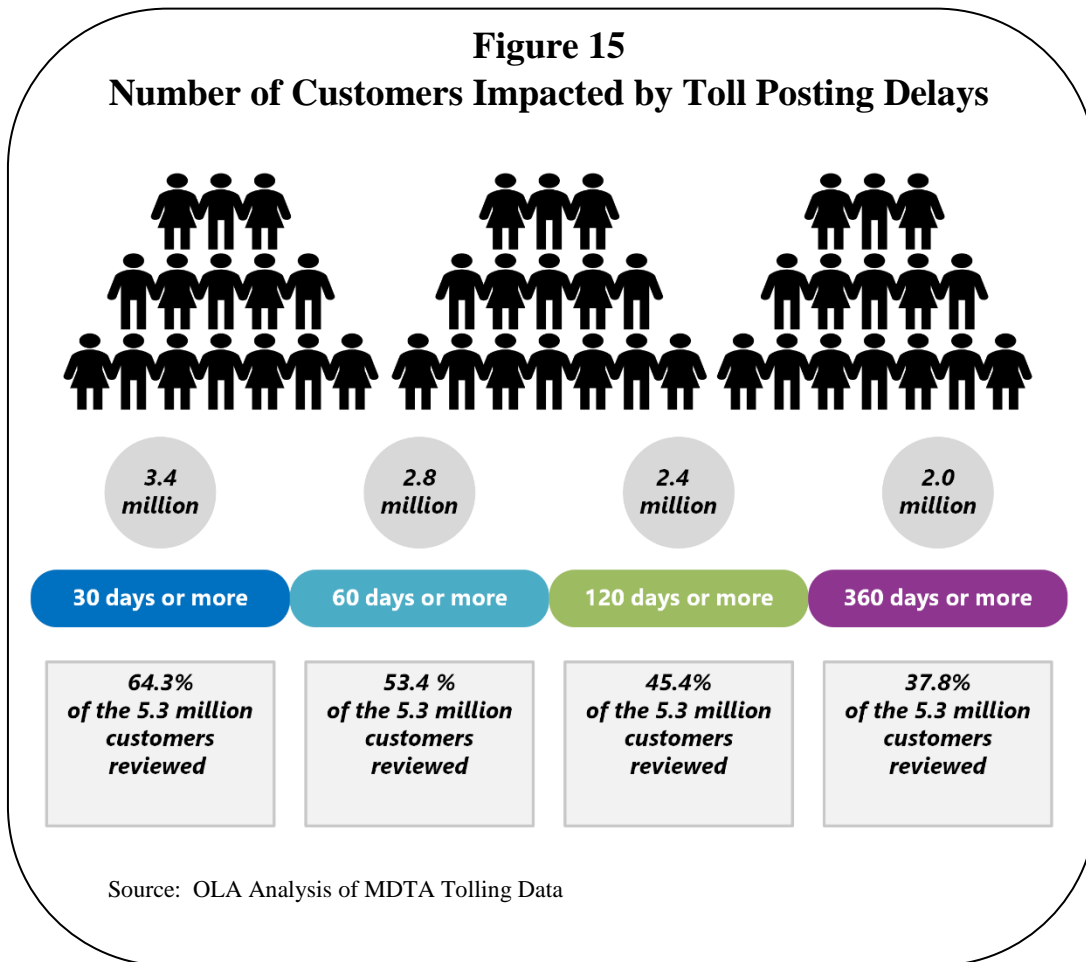 Figure 15
Number of Customers Impacted by Toll Posting Delays
3.4
million
2.8
million
2.4
million
2.0
million
30 days or more
60 days or more
120 days or more
360 days or more
64.3%
of the 5.3 million
customers
reviewed
53.4 %
of the 5.3 million
customers
reviewed
45.4%
of the 5.3 million
customers
reviewed
37.8%
of the 5.3 million
customers
reviewed
Source:  OLA Analysis of MDTA Tolling Data